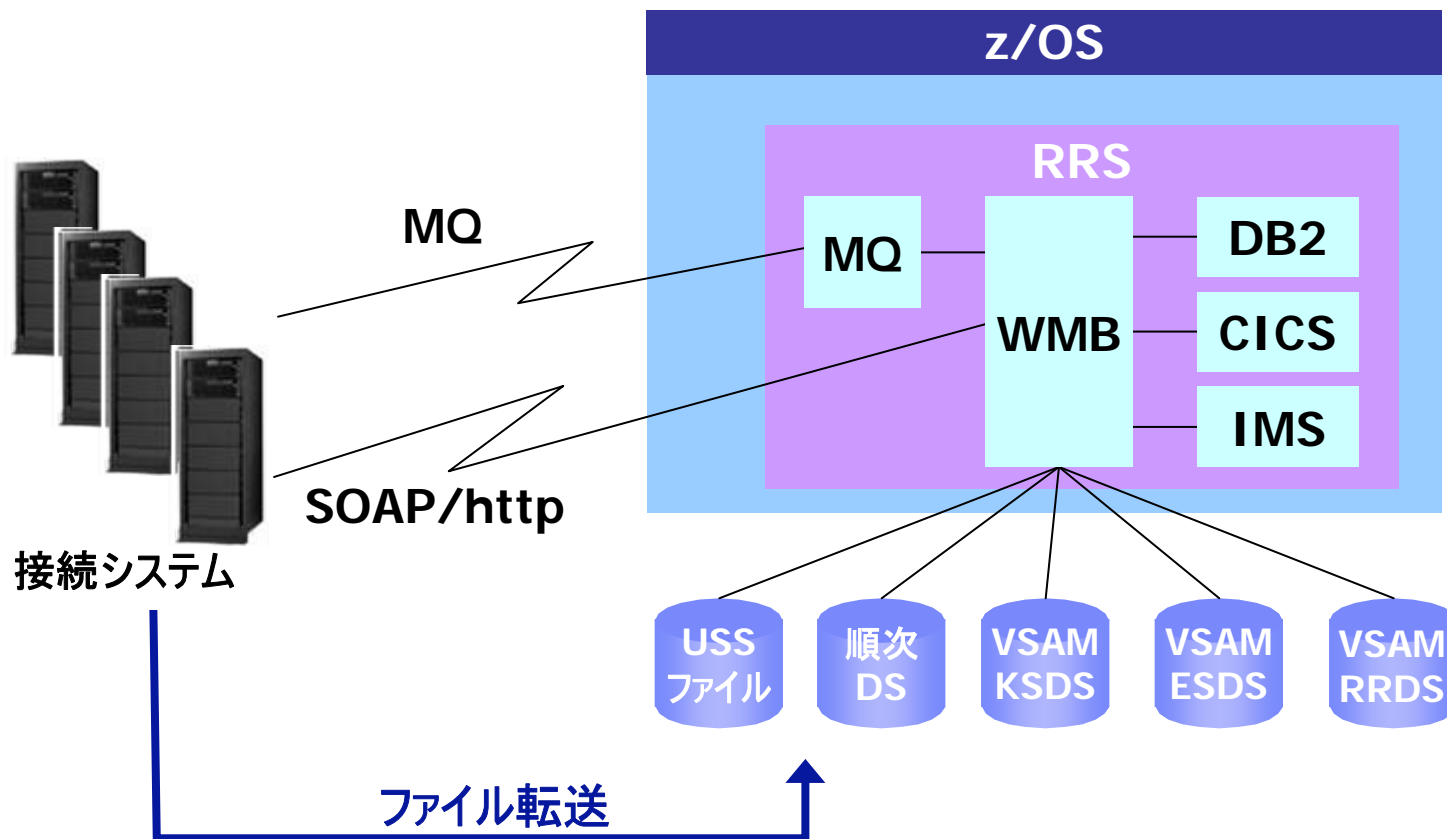 z/OS
RRS
MQ
MQ
WMB
DB2
CICS
IMS
SOAP/http
接続システム
USS
ファイル
順次
DS
VSAM
KSDS
VSAM
ESDS
VSAM
RRDS
ファイル転送